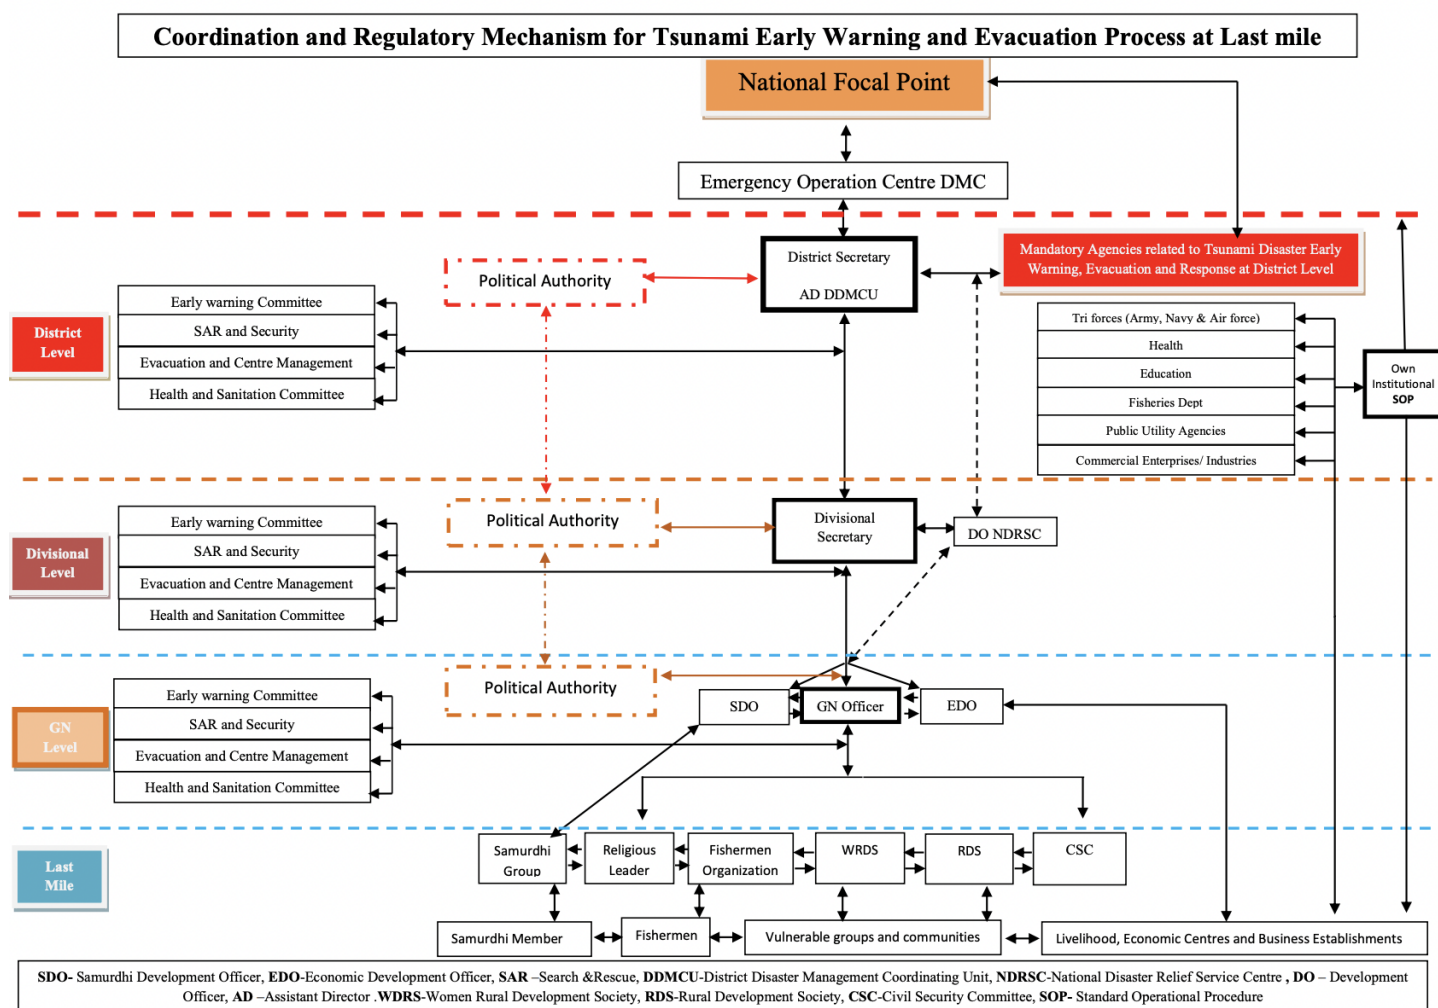 Coordination and Regulatory Mechanism for Tsunami Early Warning and Evacuation Process at Last mile
National Focal Point
Emergency Operation Centre DMC
District Secretary
AD DDMCU
Mandatory Agencies related to Tsunami Disaster Early
Warning, Evacuation and Response at District Level
Political Authority
District
Level
Early warning Committee
SAR and Security
Evacuation and Centre Management
Health and Sanitation Committee
Tri forces (Army, Navy & Air force)
Health
Education
Fisheries Dept
Public Utility Agencies
Commercial Enterprises/ Industries
Own
Institutional
SOP
Divisional
Level
Early warning Committee
SAR and Security
Evacuation and Centre Management
Health and Sanitation Committee
Political Authority
Divisional
Secretary
DO NDRSC
GN
Level
Early warning Committee
SAR and Security
Evacuation and Centre Management
Health and Sanitation Committee
Political Authority
SDO
GN Officer
EDO
Last
Mile
Samurdhi
Group
Religious
Leader
Fishermen
Organization
WRDS
RDS
CSC
Samurdhi Member
Fishermen
Vulnerable groups and communities
Livelihood, Economic Centres and Business Establishments
SDO- Samurdhi Development Officer, EDO-Economic Development Officer, SAR –Search &Rescue, DDMCU-District Disaster Management Coordinating Unit, NDRSC-National Disaster Relief Service Centre , DO – Development
Officer, AD –Assistant Director .WDRS-Women Rural Development Society, RDS-Rural Development Society, CSC-Civil Security Committee, SOP- Standard Operational Procedure